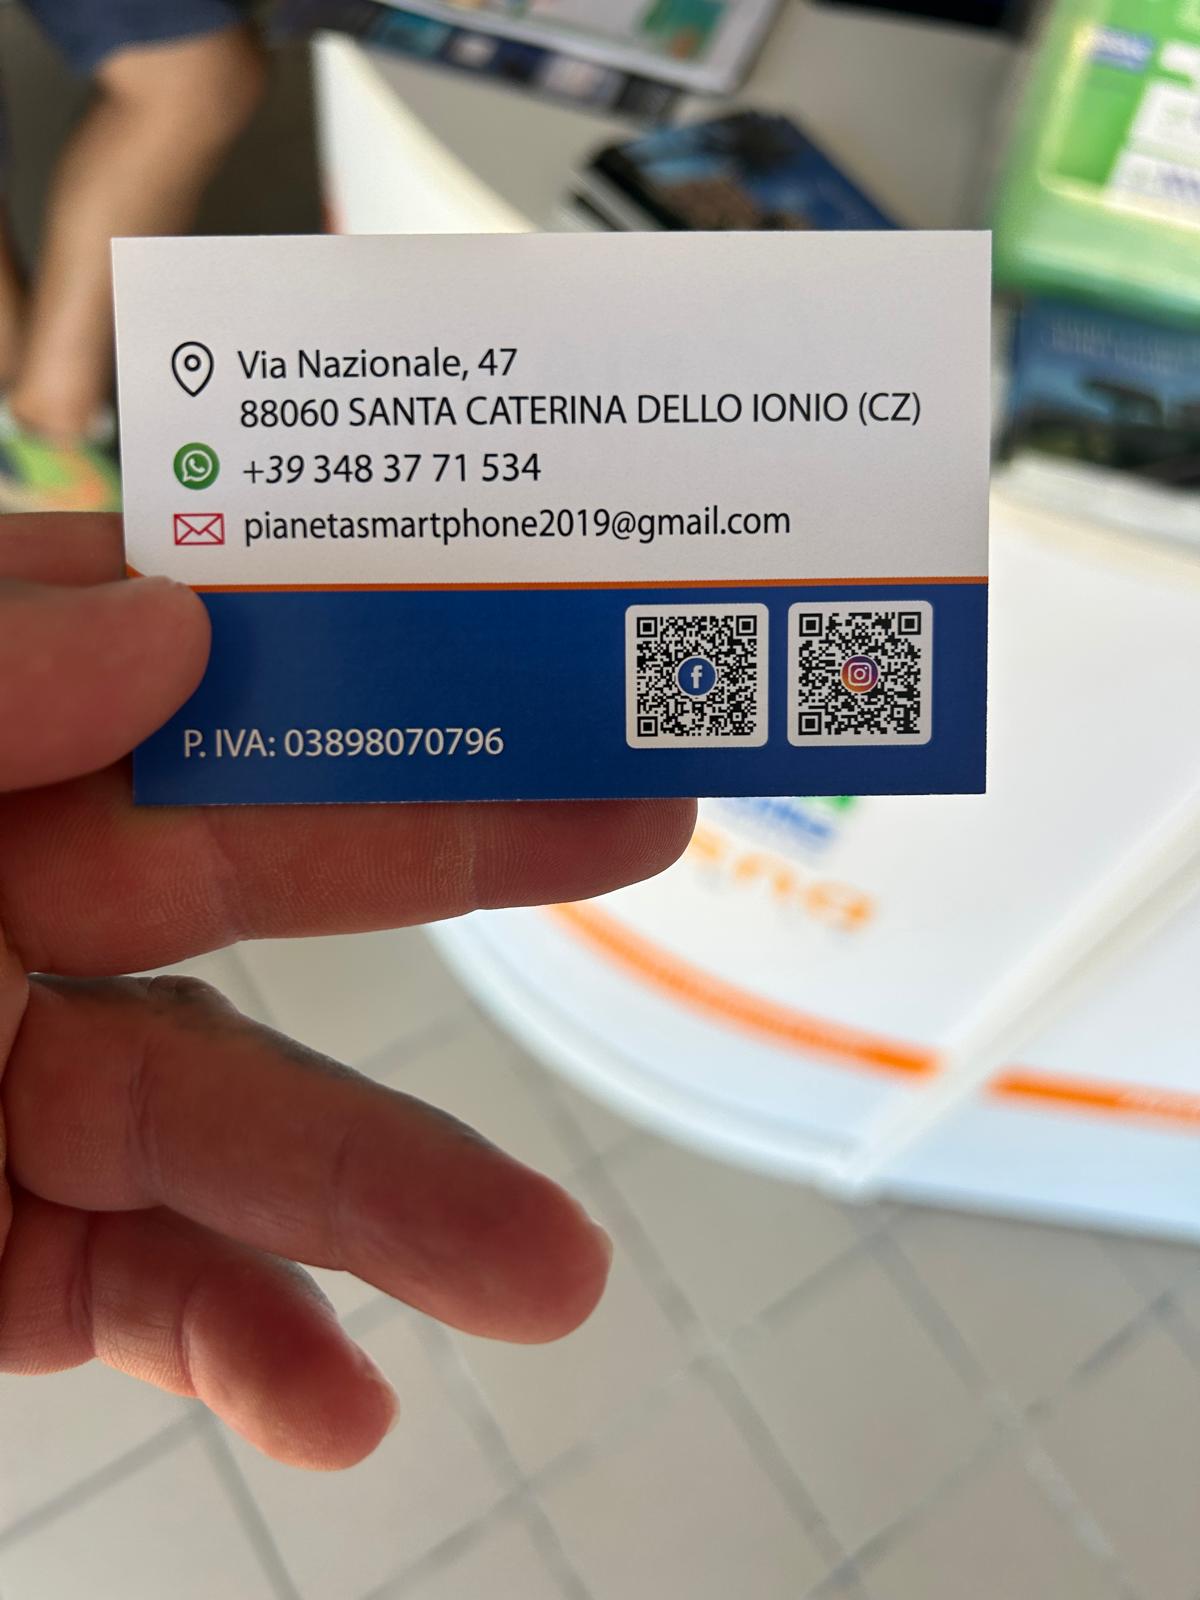 Via Nazionale, 47
88060 SANTA CATERINA DELLO IONIO (CZ)
+39 348 37 71 534
pianetasmartphone2019@gmail.com
P. IVA: 03898070796